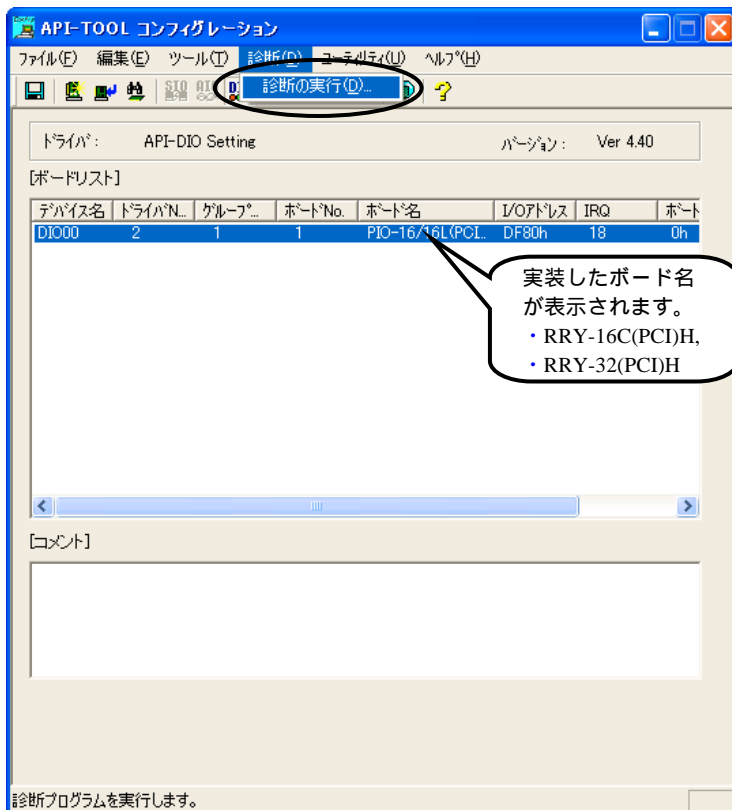 API-TOOL コンフィグレーション
ファイル(F) 編集(E) ツール(T) 診断(D) ユーティリティ(U) ヘルプ(H)
診断の実行(D)...
ドライバ: API-DIO Setting バージョン: Ver 4.40
[ボードリスト]
デバイス名 ドライバN... グループ... ボードNo. ボード名 I/Oアドレス IRQ ボート
DIO00 2 1 1 PIO-16/16L(PCI... DF80h 18 0h
実装したボード名
が表示されます。
・RRY-16C(PCI)H,
・RRY-32(PCI)H
[コメント]
診断プログラムを実行します。